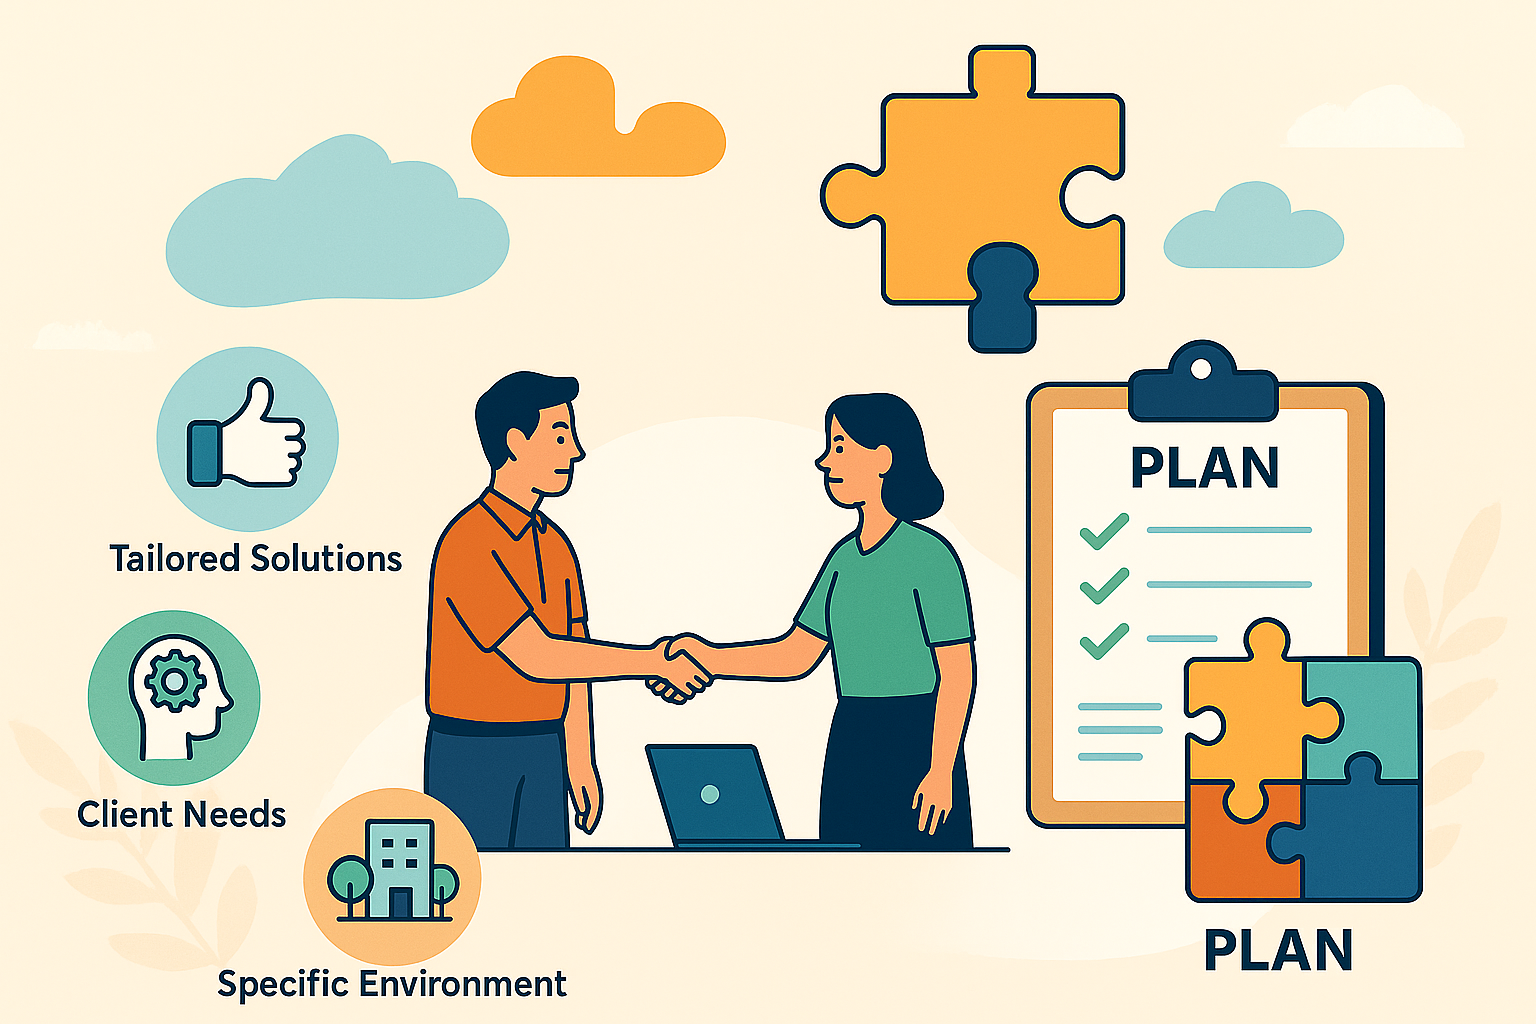 Tailored Solutions
Client Needs
Specific Environment
PLAN
PLAN